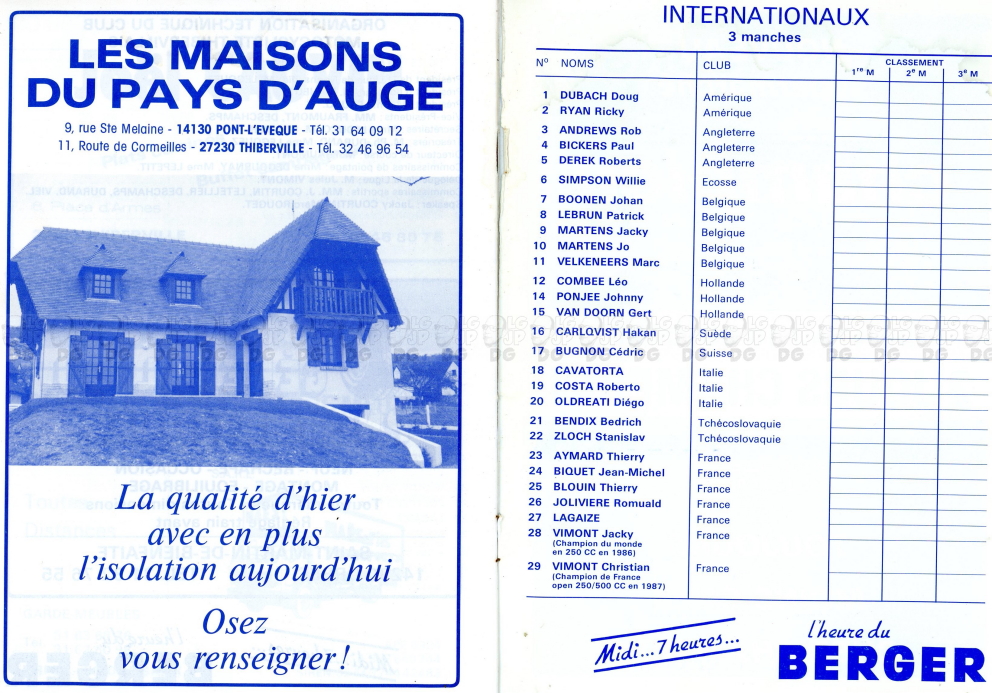 LES MAISONS
DU PAYS D'AUGE
9, rue Ste Melaine - 14130 PONT-L'EVEQUE - Tél. 31 64 09 12
11, Route de Cormeilles - 27230 THIBERVILLE - Tél. 32 46 96 54
La qualité d'hier
avec en plus
l'isolation aujourd'hui
Osez
vous renseigner !
INTERNATIONAUX
3 manches
N° NOMS CLUB CLASSEMENT
1re M 2e M 3e M
1 DUBACH Doug Amérique
2 RYAN Ricky Amérique
3 ANDREWS Rob Angleterre
4 BICKERS Paul Angleterre
5 DEREK Roberts Angleterre
6 SIMPSON Willie Ecosse
7 BOONEN Johan Belgique
8 LEBRUN Patrick Belgique
9 MARTENS Jacky Belgique
10 MARTENS Jo Belgique
11 VELKENEERS Marc Belgique
12 COMBEE Léo Hollande
14 PONJEE Johnny Hollande
15 VAN DOORN Gert Hollande
16 CARLQVIST Hakan Suède
17 BUGNON Cédric Suisse
18 CAVATORTA Italie
19 COSTA Roberto Italie
20 OLDREATI Diégo Italie
21 BENDIX Bedrich Tchécoslovaquie
22 ZLOCH Stanislav Tchécoslovaquie
23 AYMARD Thierry France
24 BIQUET Jean-Michel France
25 BLOUIN Thierry France
26 JOLIVIERE Romuald France
27 LAGAIZE France
28 VIMONT Jacky France
(Champion du monde
en 250 CC en 1986)
29 VIMONT Christian France
(Champion de France
open 250/500 CC en 1987)
Midi... 7 heures...
l'heure du
BERGER